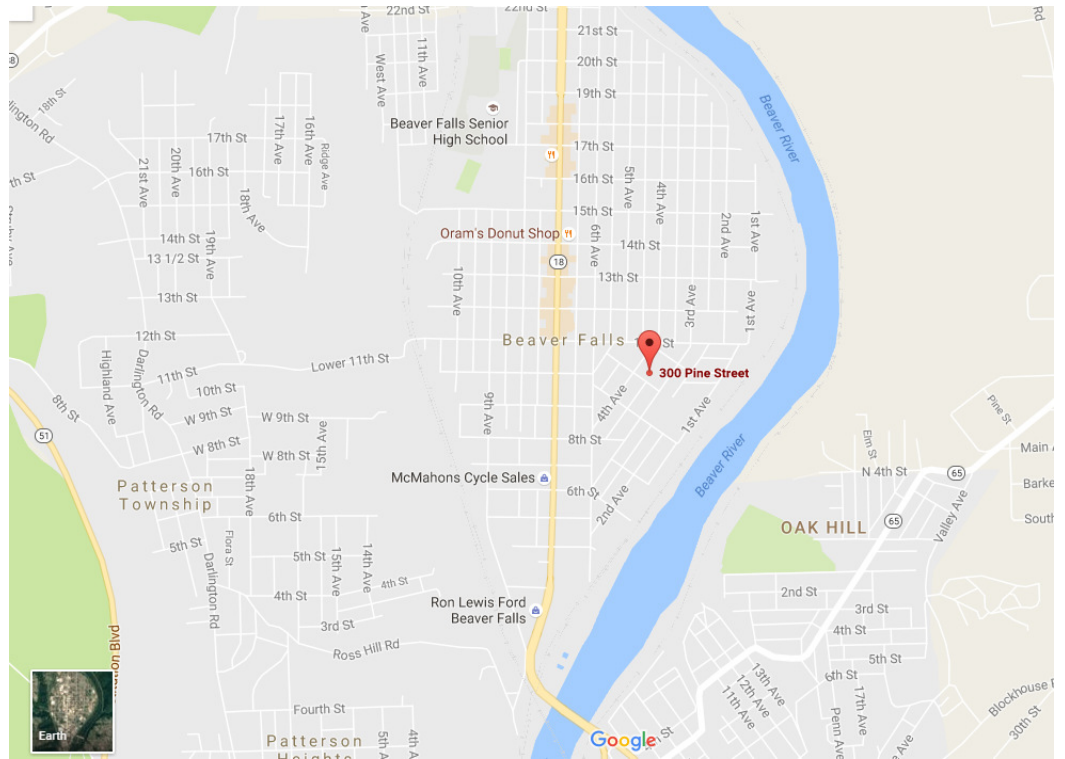 22nd St
22nd St
21st St
11th Ave
West Ave
20th St
19th St
18th St
Rd
Beaver River
Beaver Falls Senior
High School
17th St
17th Ave
16th Ave
Ridge Ave
17th St
21st Ave
20th Ave
16th St
18th Ave
16th St
5th Ave
4th Ave
15th St
2nd Ave
1st Ave
Oram's Donut Shop
6th Ave
14th St
14th St
19th Ave
13 1/2 St
18
10th Ave
13th St
13th St
3rd Ave
1st Ave
12th St
Beaver Falls
St
Highland Ave
Darlington Rd
Lower 11th St
11th St
300 Pine Street
10th St
8th St
W 9th St
W 9th St
9th Ave
4th Ave
1st Ave
Pine St
51
W 8th St
W 8th St
15th Ave
8th St
Elm St
Beaver River
N 4th St
65
Main
Patterson
Township
18th Ave
McMahons Cycle Sales
6th St
2nd Ave
Valley Ave
6th St
OAK HILL
65
South
5th St
Flora St
Darlington Rd
5th St
15th Ave
14th Ave
4th St
4th St
2nd St
3rd St
Ron Lewis Ford
Beaver Falls
3rd St
4th St
Ross Hill Rd
5th St
6th St
13th Ave
12th Ave
11th Ave
17th Ave
Penn Ave
Ave
Blockhouse
30th St
Earth
Fourth St
5th Ave
4th Ave
Patterson
Heights
Google
St